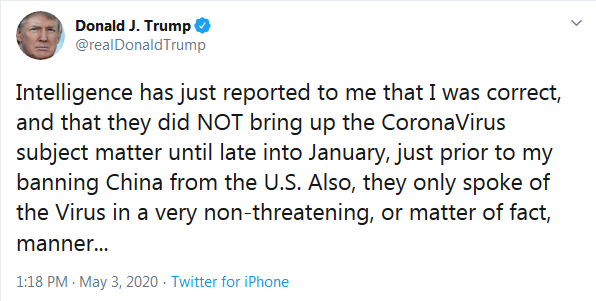 Donald J. Trump
@realDonaldTrump
Intelligence has just reported to me that I was correct,
and that they did NOT bring up the CoronaVirus
subject matter until late into January, just prior to my
banning China from the U.S. Also, they only spoke of
the Virus in a very non-threatening, or matter of fact,
manner...
1:18 PM · May 3, 2020 · Twitter for iPhone